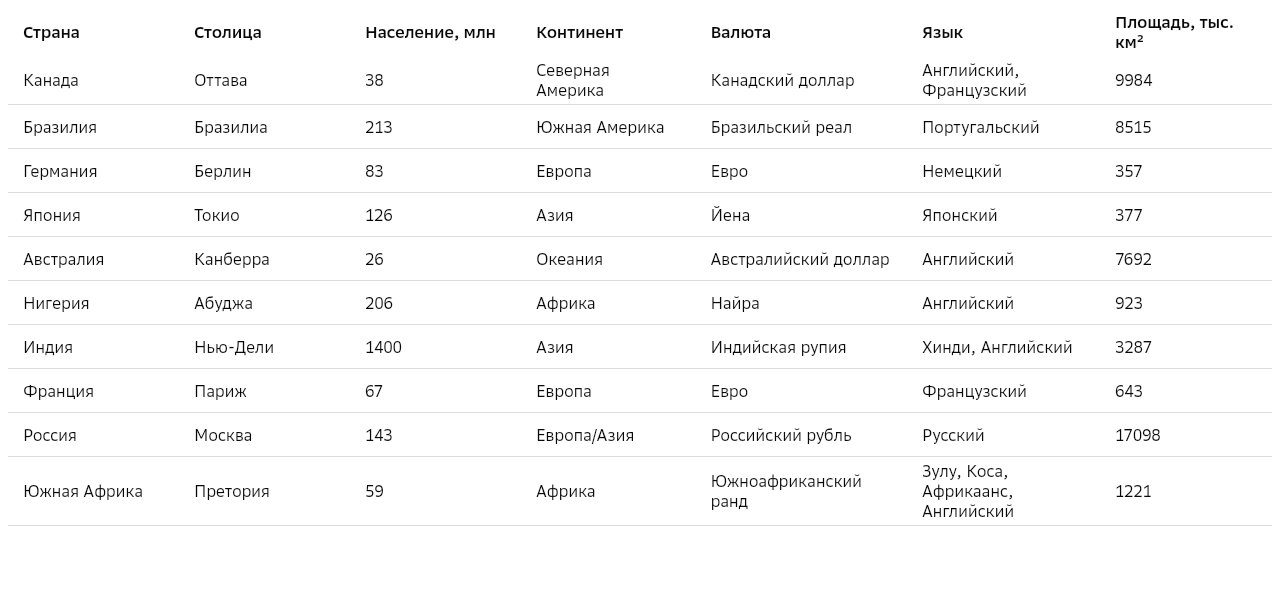 Страна Столица Население, млн Континент Валюта Язык Площадь, тыс. км²
Канада Оттава 38 Северная Америка Канадский доллар Английский, Французский 9984
Бразилия Бразилиа 213 Южная Америка Бразильский реал Португальский 8515
Германия Берлин 83 Европа Евро Немецкий 357
Япония Токио 126 Азия Йена Японский 377
Австралия Канберра 26 Океания Австралийский доллар Английский 7692
Нигерия Абуджа 206 Африка Найра Английский 923
Индия Нью-Дели 1400 Азия Индийская рупия Хинди, Английский 3287
Франция Париж 67 Европа Евро Французский 643
Россия Москва 143 Европа/Азия Российский рубль Русский 17098
Южная Африка Претория 59 Африка Южноафриканский ранд Зулу, Коса, Африкаанс, Английский 1221